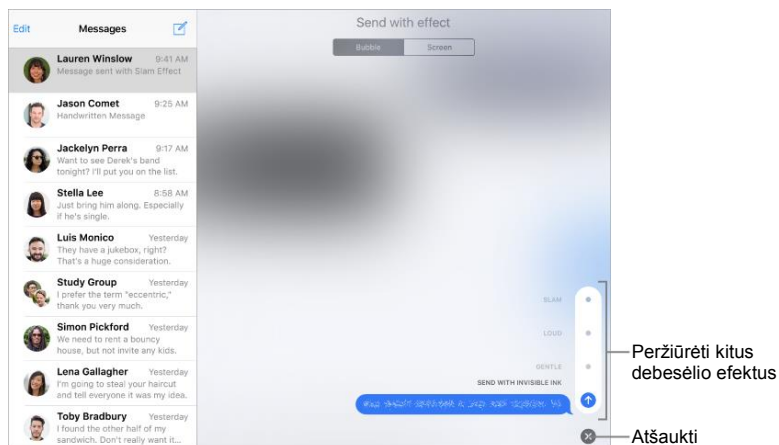 Edit
Messages
Lauren Winslow 9:41 AM
Message sent with Slam Effect
Jason Comet 9:25 AM
Handwritten Message
Jackelyn Perra 9:17 AM
Want to see Derek's band
tonight? I'll put you on the list.
Stella Lee 8:58 AM
Just bring him along. Especially
if he's single.
Luis Monico Yesterday
They have a jukebox, right?
That's a huge consideration.
Study Group Yesterday
I prefer the term "eccentric,"
thank you very much.
Simon Pickford Yesterday
We need to rent a bouncy
house, but not invite any kids.
Lena Gallagher Yesterday
I'm going to steal your haircut
and tell everyone it was my idea.
Toby Bradbury Yesterday
I found the other half of my
sandwich. Don't really want it...
Send with effect
Bubble Screen
SLAM
LOUD
GENTLE
SEND WITH INVISIBLE INK
Peržiūrėti kitus
debesėlio efektus
Atšaukti